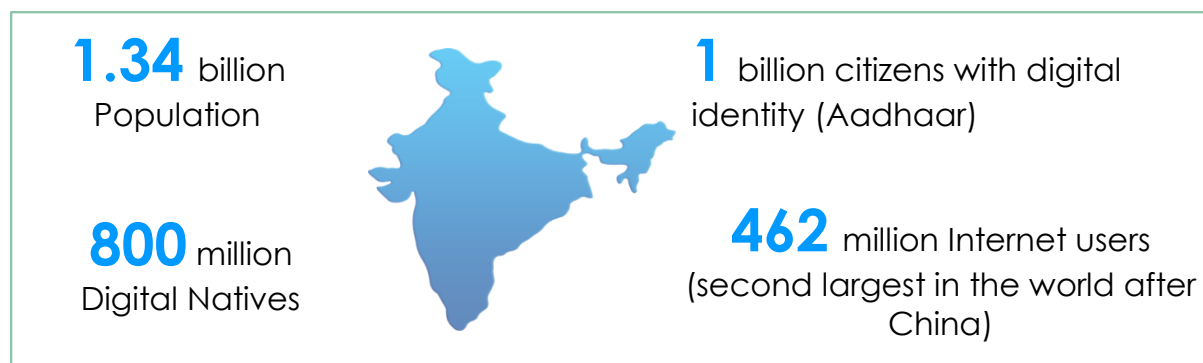 1.34 billion
Population
1 billion citizens with digital
identity (Aadhaar)
800 million
Digital Natives
462 million Internet users
(second largest in the world after
China)